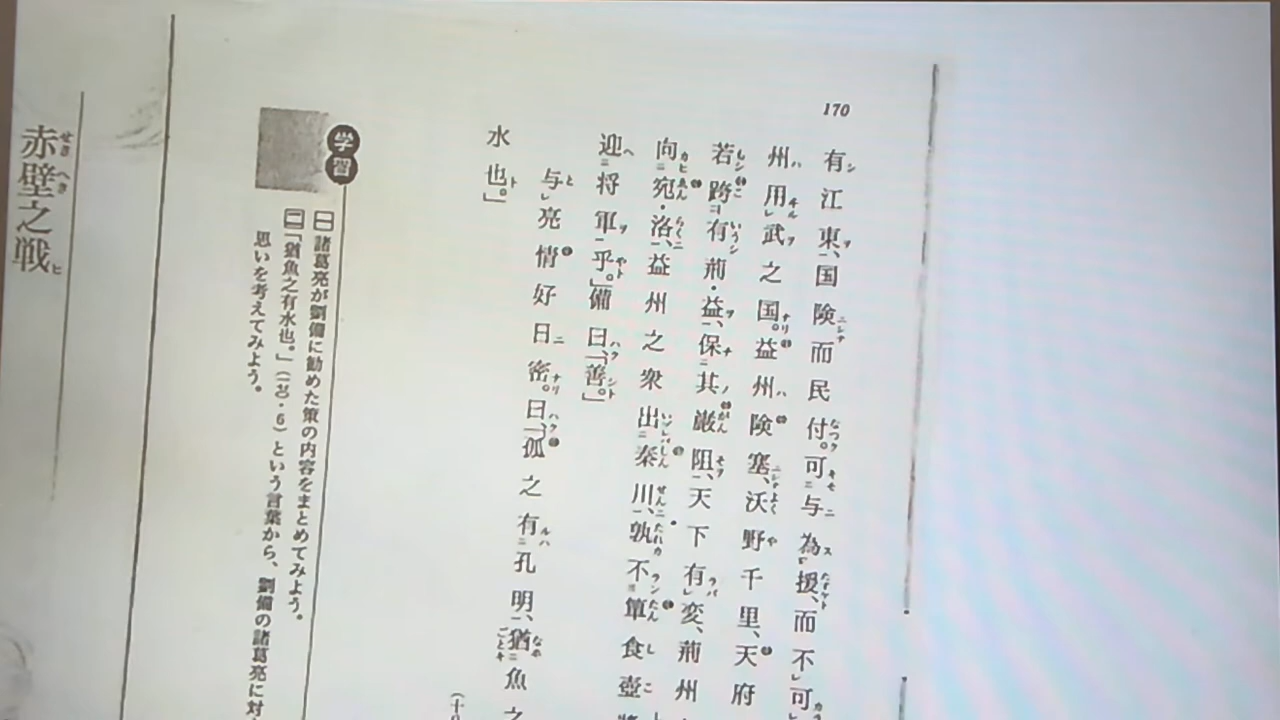 170
有江東、国険而民付。可与為援、而不可
州用武之国。益州険塞、沃野千里、天府
若跨有荊・益、保其厳阻、天下有変、荊州
向宛・洛、益州之衆出秦川、孰不箪食壺
迎将軍乎。」備曰、「善。」
与亮情好日密。曰、「孤之有孔明、猶魚之
水也。」
学習
一 諸葛亮が劉備に勧めた策の内容をまとめてみよう。
二 「猶魚之有水也。」(一七〇・6)という言葉から、劉備の諸葛亮に対
思いを考えてみよう。
赤壁之戦